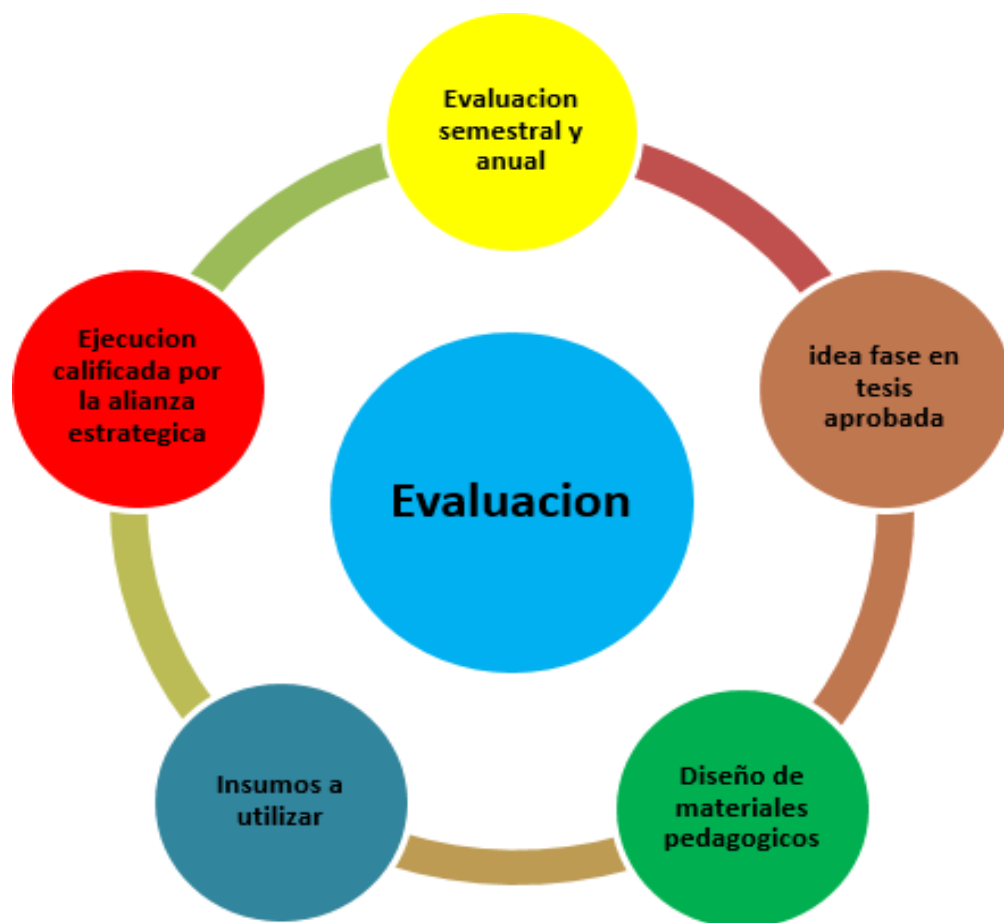 Evaluacion
semestral y
anual
idea fase en
tesis
aprobada
Diseño de
materiales
pedagogicos
Insumos a
utilizar
Ejecucion
calificada por
la alianza
estrategica
Evaluacion